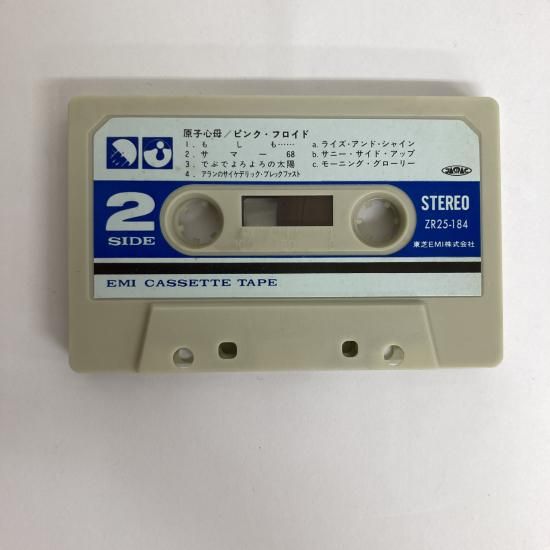 原子心母／ピンク・フロイド
1. もしも……
2. サマー 68
3. でぶでよろよろの太陽
4. アランのサイケデリック・ブレックファスト
a. ライズ・アンド・シャイン
b. サニー・サイド・アップ
c. モーニング・グローリー
JASRAC
2
SIDE
STEREO
ZR25-184
東芝EMI株式会社
EMI CASSETTE TAPE